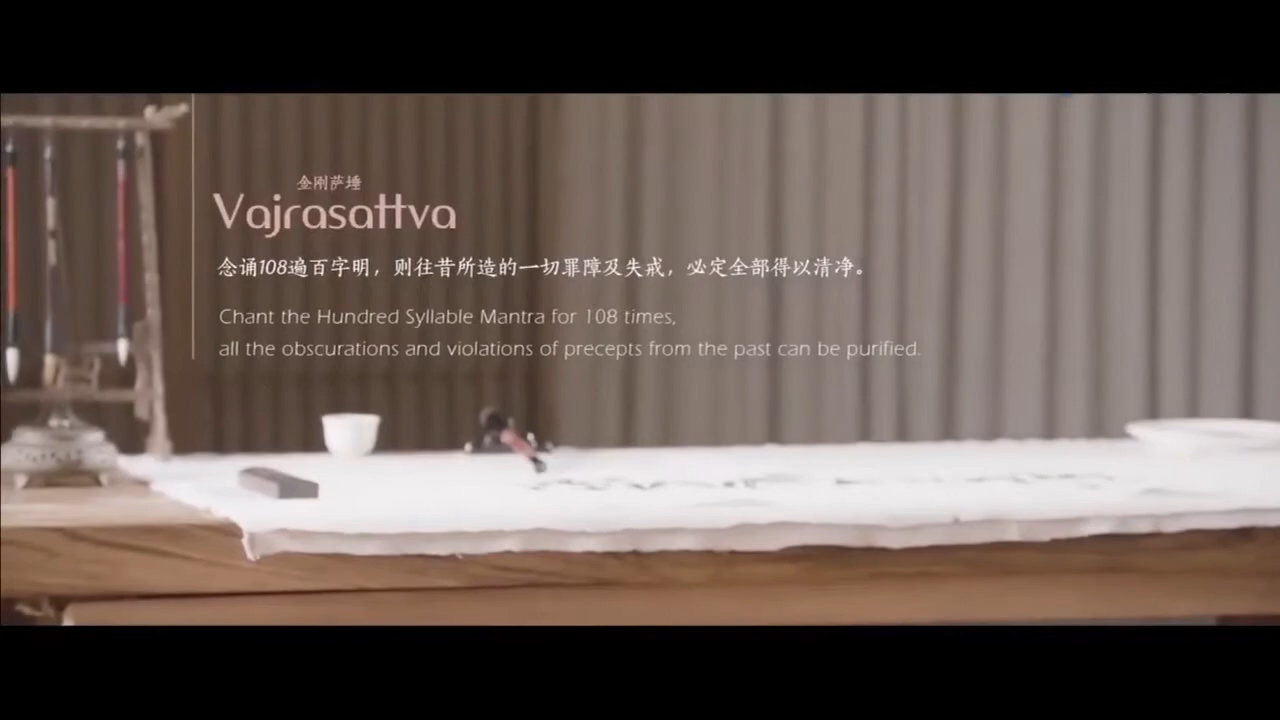 金刚萨埵
Vajrasattva
念诵108遍百字明，则往昔所造的一切罪障及失戒，必定全部得以清净。
Chant the Hundred Syllable Mantra for 108 times,
all the obscurations and violations of precepts from the past can be purified.